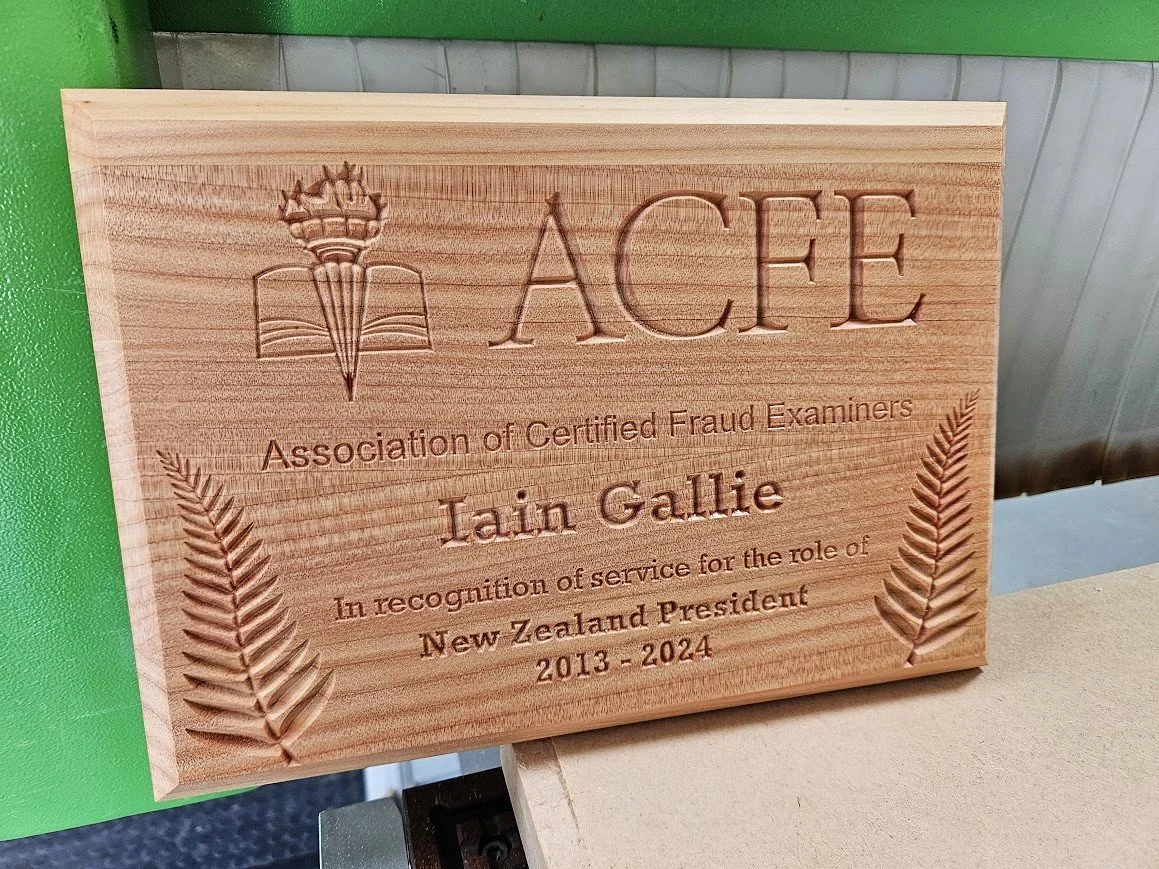 ACFE
Association of Certified Fraud Examiners
Iain Gallie
In recognition of service for the role of
New Zealand President
2013 - 2024